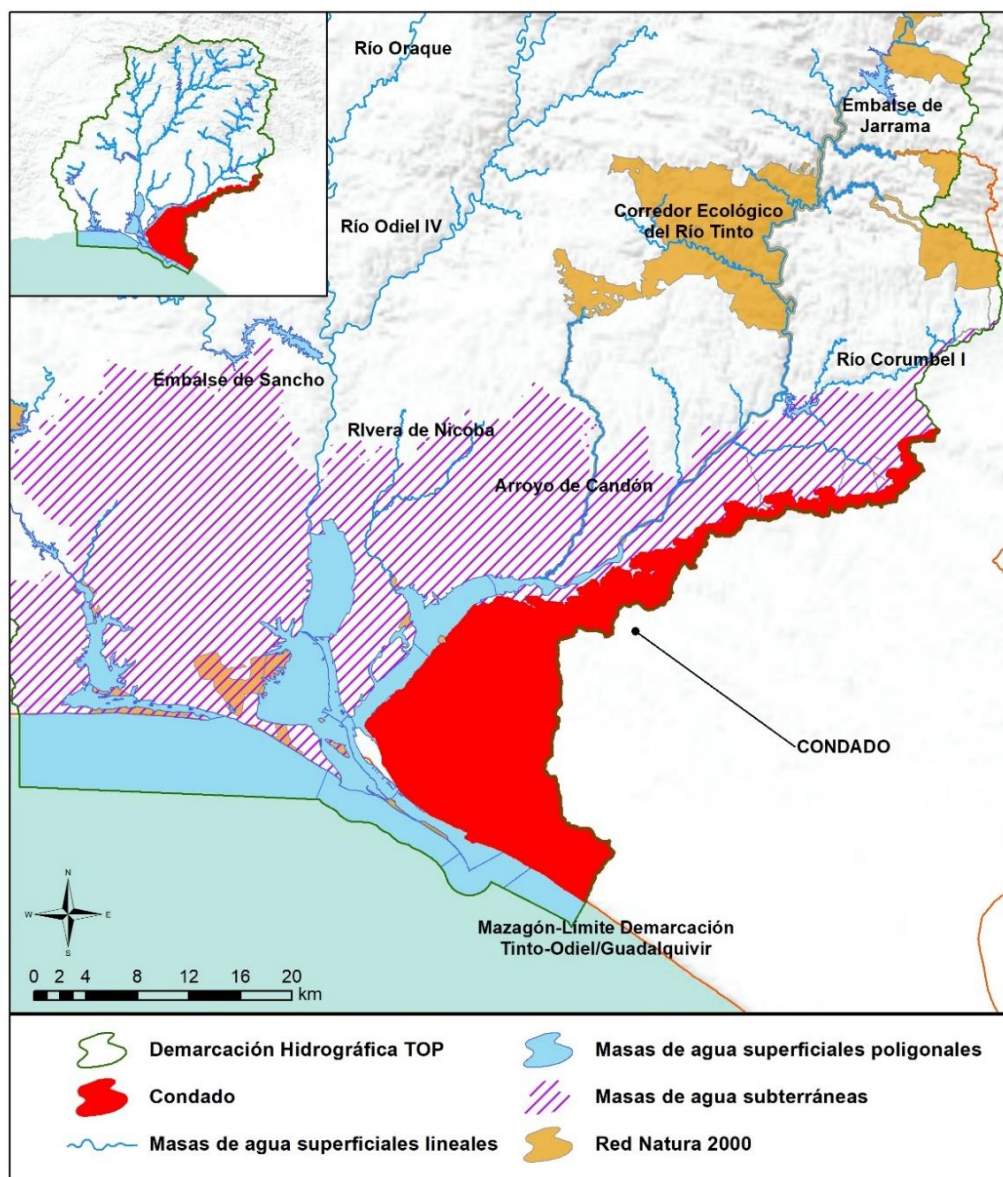 Río Oraque
Embalse de
Jarrama
Corredor Ecológico
del Río Tinto
Río Odiel IV
Río Corumbel I
Embalse de Sancho
RIvera de Nicoba
Arroyo de Candón
CONDADO
N
W E
S
Mazagón-Límite Demarcación
Tinto-Odiel/Guadalquivir
0 2 4 8 12 16 20
km
Demarcación Hidrográfica TOP
Masas de agua superficiales poligonales
Condado
Masas de agua subterráneas
Masas de agua superficiales lineales
Red Natura 2000